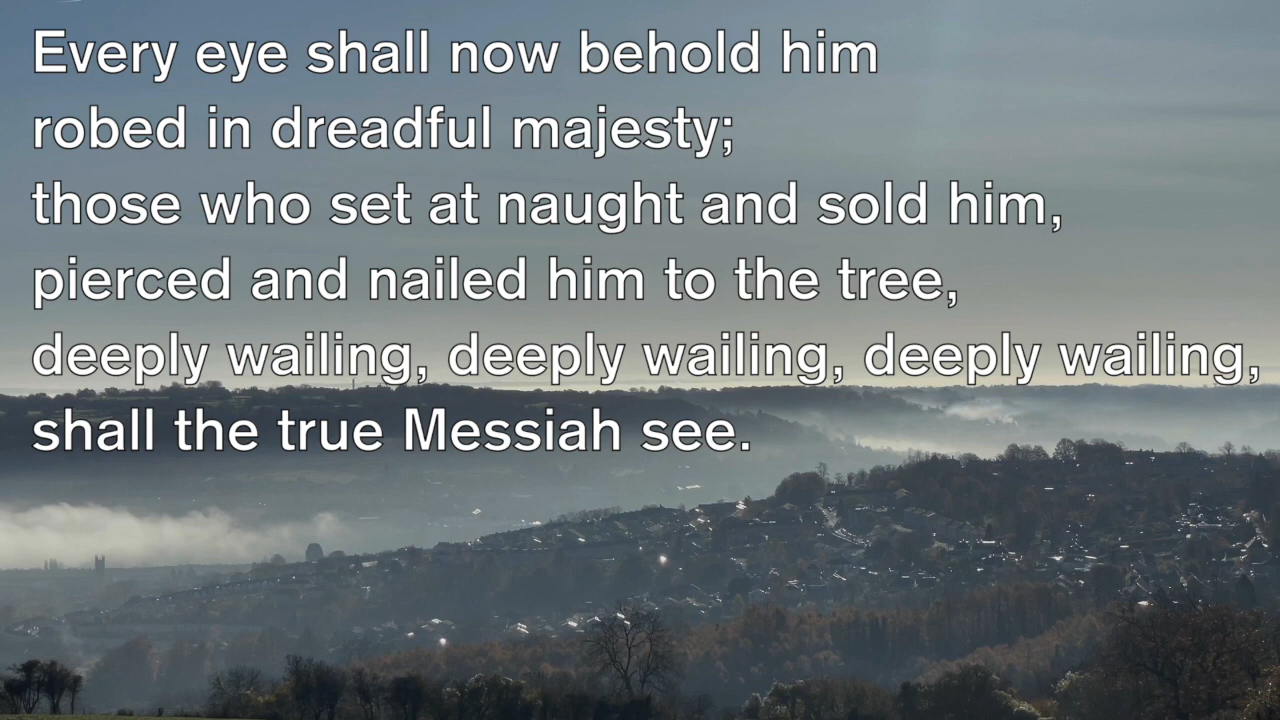 Every eye shall now behold him
robed in dreadful majesty;
those who set at naught and sold him,
pierced and nailed him to the tree,
deeply wailing, deeply wailing, deeply wailing,
shall the true Messiah see.